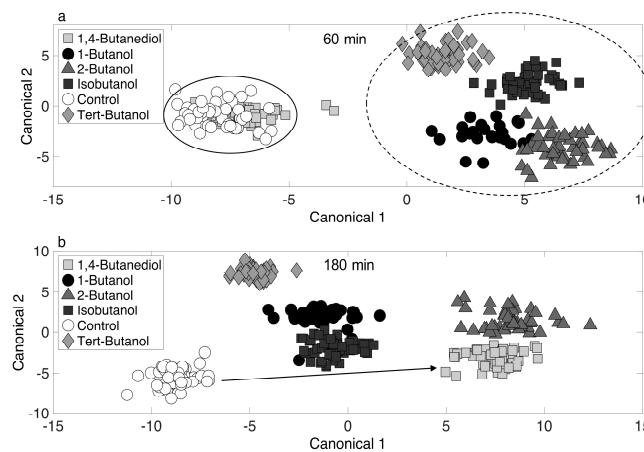 a
1,4-Butanediol
1-Butanol
2-Butanol
Isobutanol
Control
Tert-Butanol
60 min
5
0
-5
Canonical 2
-15
-10
-5
0
5
10
Canonical 1
b
1,4-Butanediol
1-Butanol
2-Butanol
Isobutanol
Control
Tert-Butanol
180 min
10
5
0
-5
-10
Canonical 2
-15
-10
-5
0
5
10
15
Canonical 1